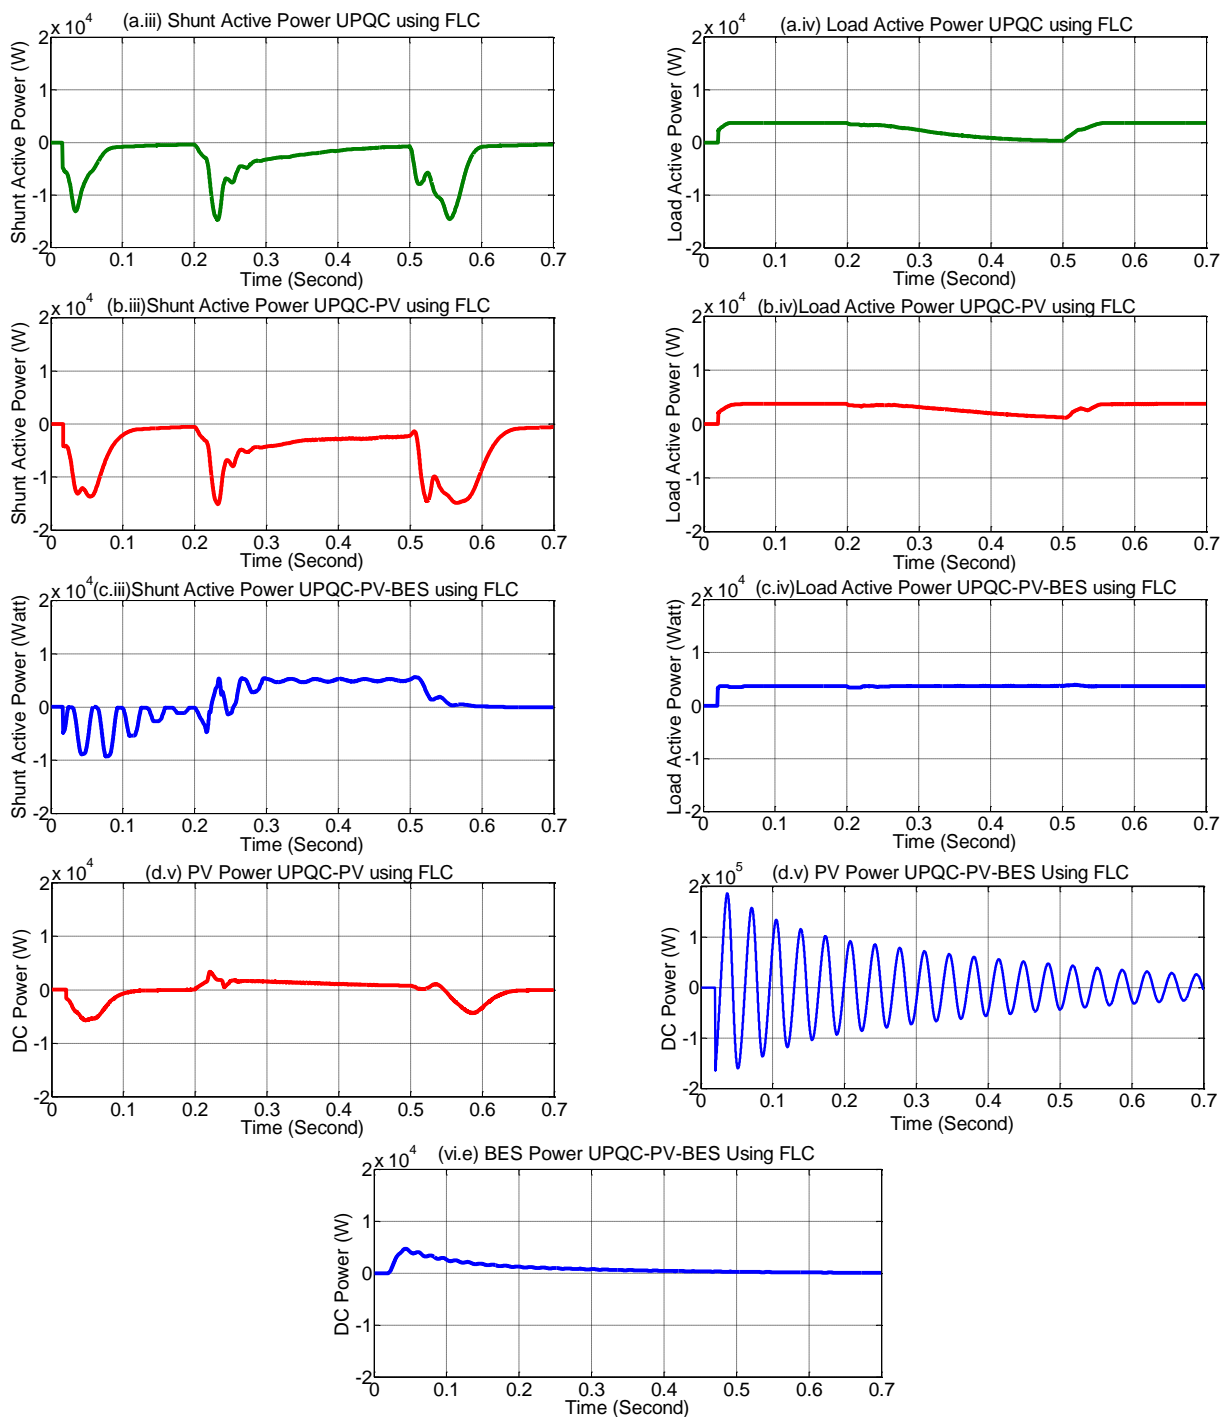 (a.iii) Shunt Active Power UPQC using FLC
x 10^4
Shunt Active Power (W)
2
1
0
-1
-2
0 0.1 0.2 0.3 0.4 0.5 0.6 0.7
Time (Second)
(a.iv) Load Active Power UPQC using FLC
x 10^4
Load Active Power (W)
2
1
0
-1
-2
0 0.1 0.2 0.3 0.4 0.5 0.6 0.7
Time (Second)
(b.iii)Shunt Active Power UPQC-PV using FLC
x 10^4
Shunt Active Power (W)
2
1
0
-1
-2
0 0.1 0.2 0.3 0.4 0.5 0.6 0.7
Time (Second)
(b.iv)Load Active Power UPQC-PV using FLC
x 10^4
Load Active Power (W)
2
1
0
-1
-2
0 0.1 0.2 0.3 0.4 0.5 0.6 0.7
Time (Second)
(c.iii)Shunt Active Power UPQC-PV-BES using FLC
x 10^4
Shunt Active Power (Watt)
2
1
0
-1
-2
0 0.1 0.2 0.3 0.4 0.5 0.6 0.7
Time (Second)
(c.iv)Load Active Power UPQC-PV-BES using FLC
x 10^4
Load Active Power (Watt)
2
1
0
-1
-2
0 0.1 0.2 0.3 0.4 0.5 0.6 0.7
Time (Second)
(d.v) PV Power UPQC-PV using FLC
x 10^4
DC Power (W)
2
1
0
-1
-2
0 0.1 0.2 0.3 0.4 0.5 0.6 0.7
Time (Second)
(d.v) PV Power UPQC-PV-BES Using FLC
x 10^5
DC Power (W)
2
1
0
-1
-2
0 0.1 0.2 0.3 0.4 0.5 0.6 0.7
Time (Second)
(vi.e) BES Power UPQC-PV-BES Using FLC
x 10^4
DC Power (W)
2
1
0
-1
-2
0 0.1 0.2 0.3 0.4 0.5 0.6 0.7
Time (Second)